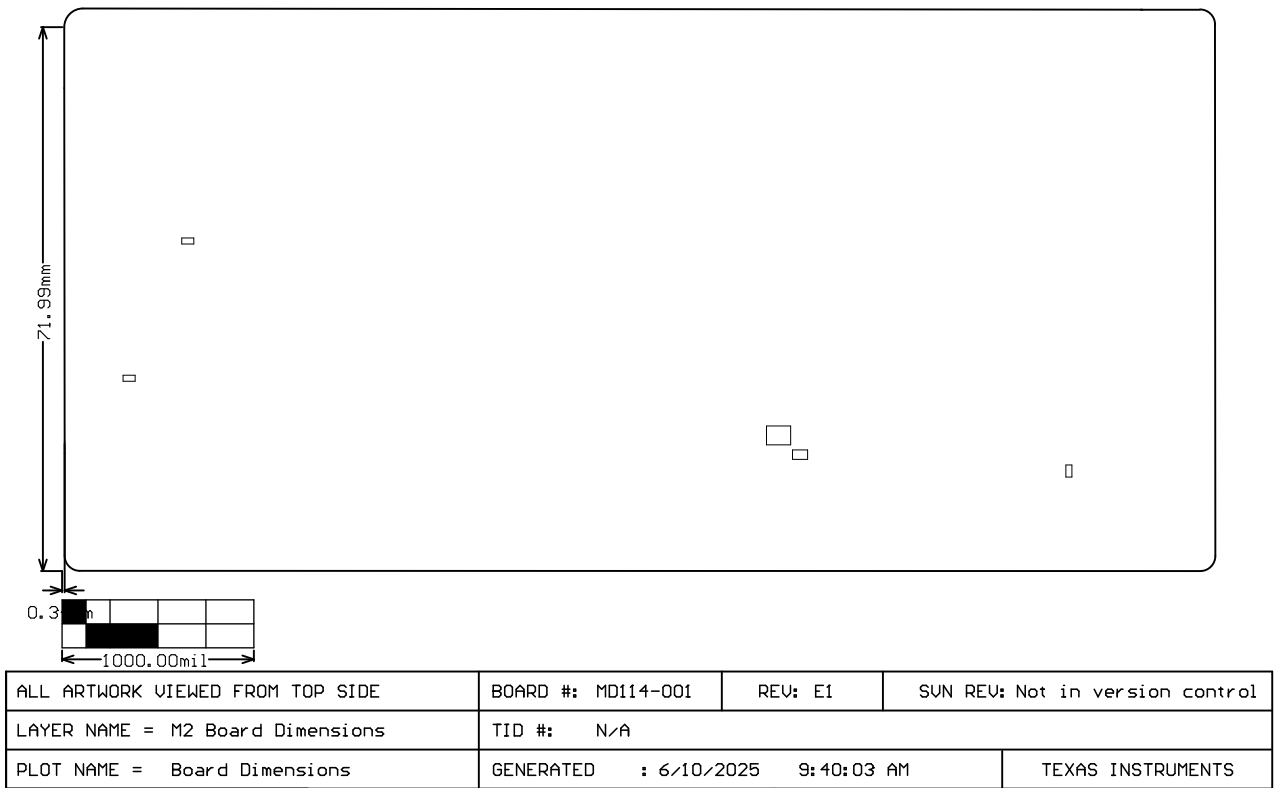 71.99mm
0.3
m
1000.00mil
ALL ARTWORK VIEWED FROM TOP SIDE
BOARD #: MD114-001
REV: E1
SVN REV: Not in version control
LAYER NAME = M2 Board Dimensions
TID #: N/A
PLOT NAME = Board Dimensions
GENERATED : 6/10/2025 9:40:03 AM
TEXAS INSTRUMENTS